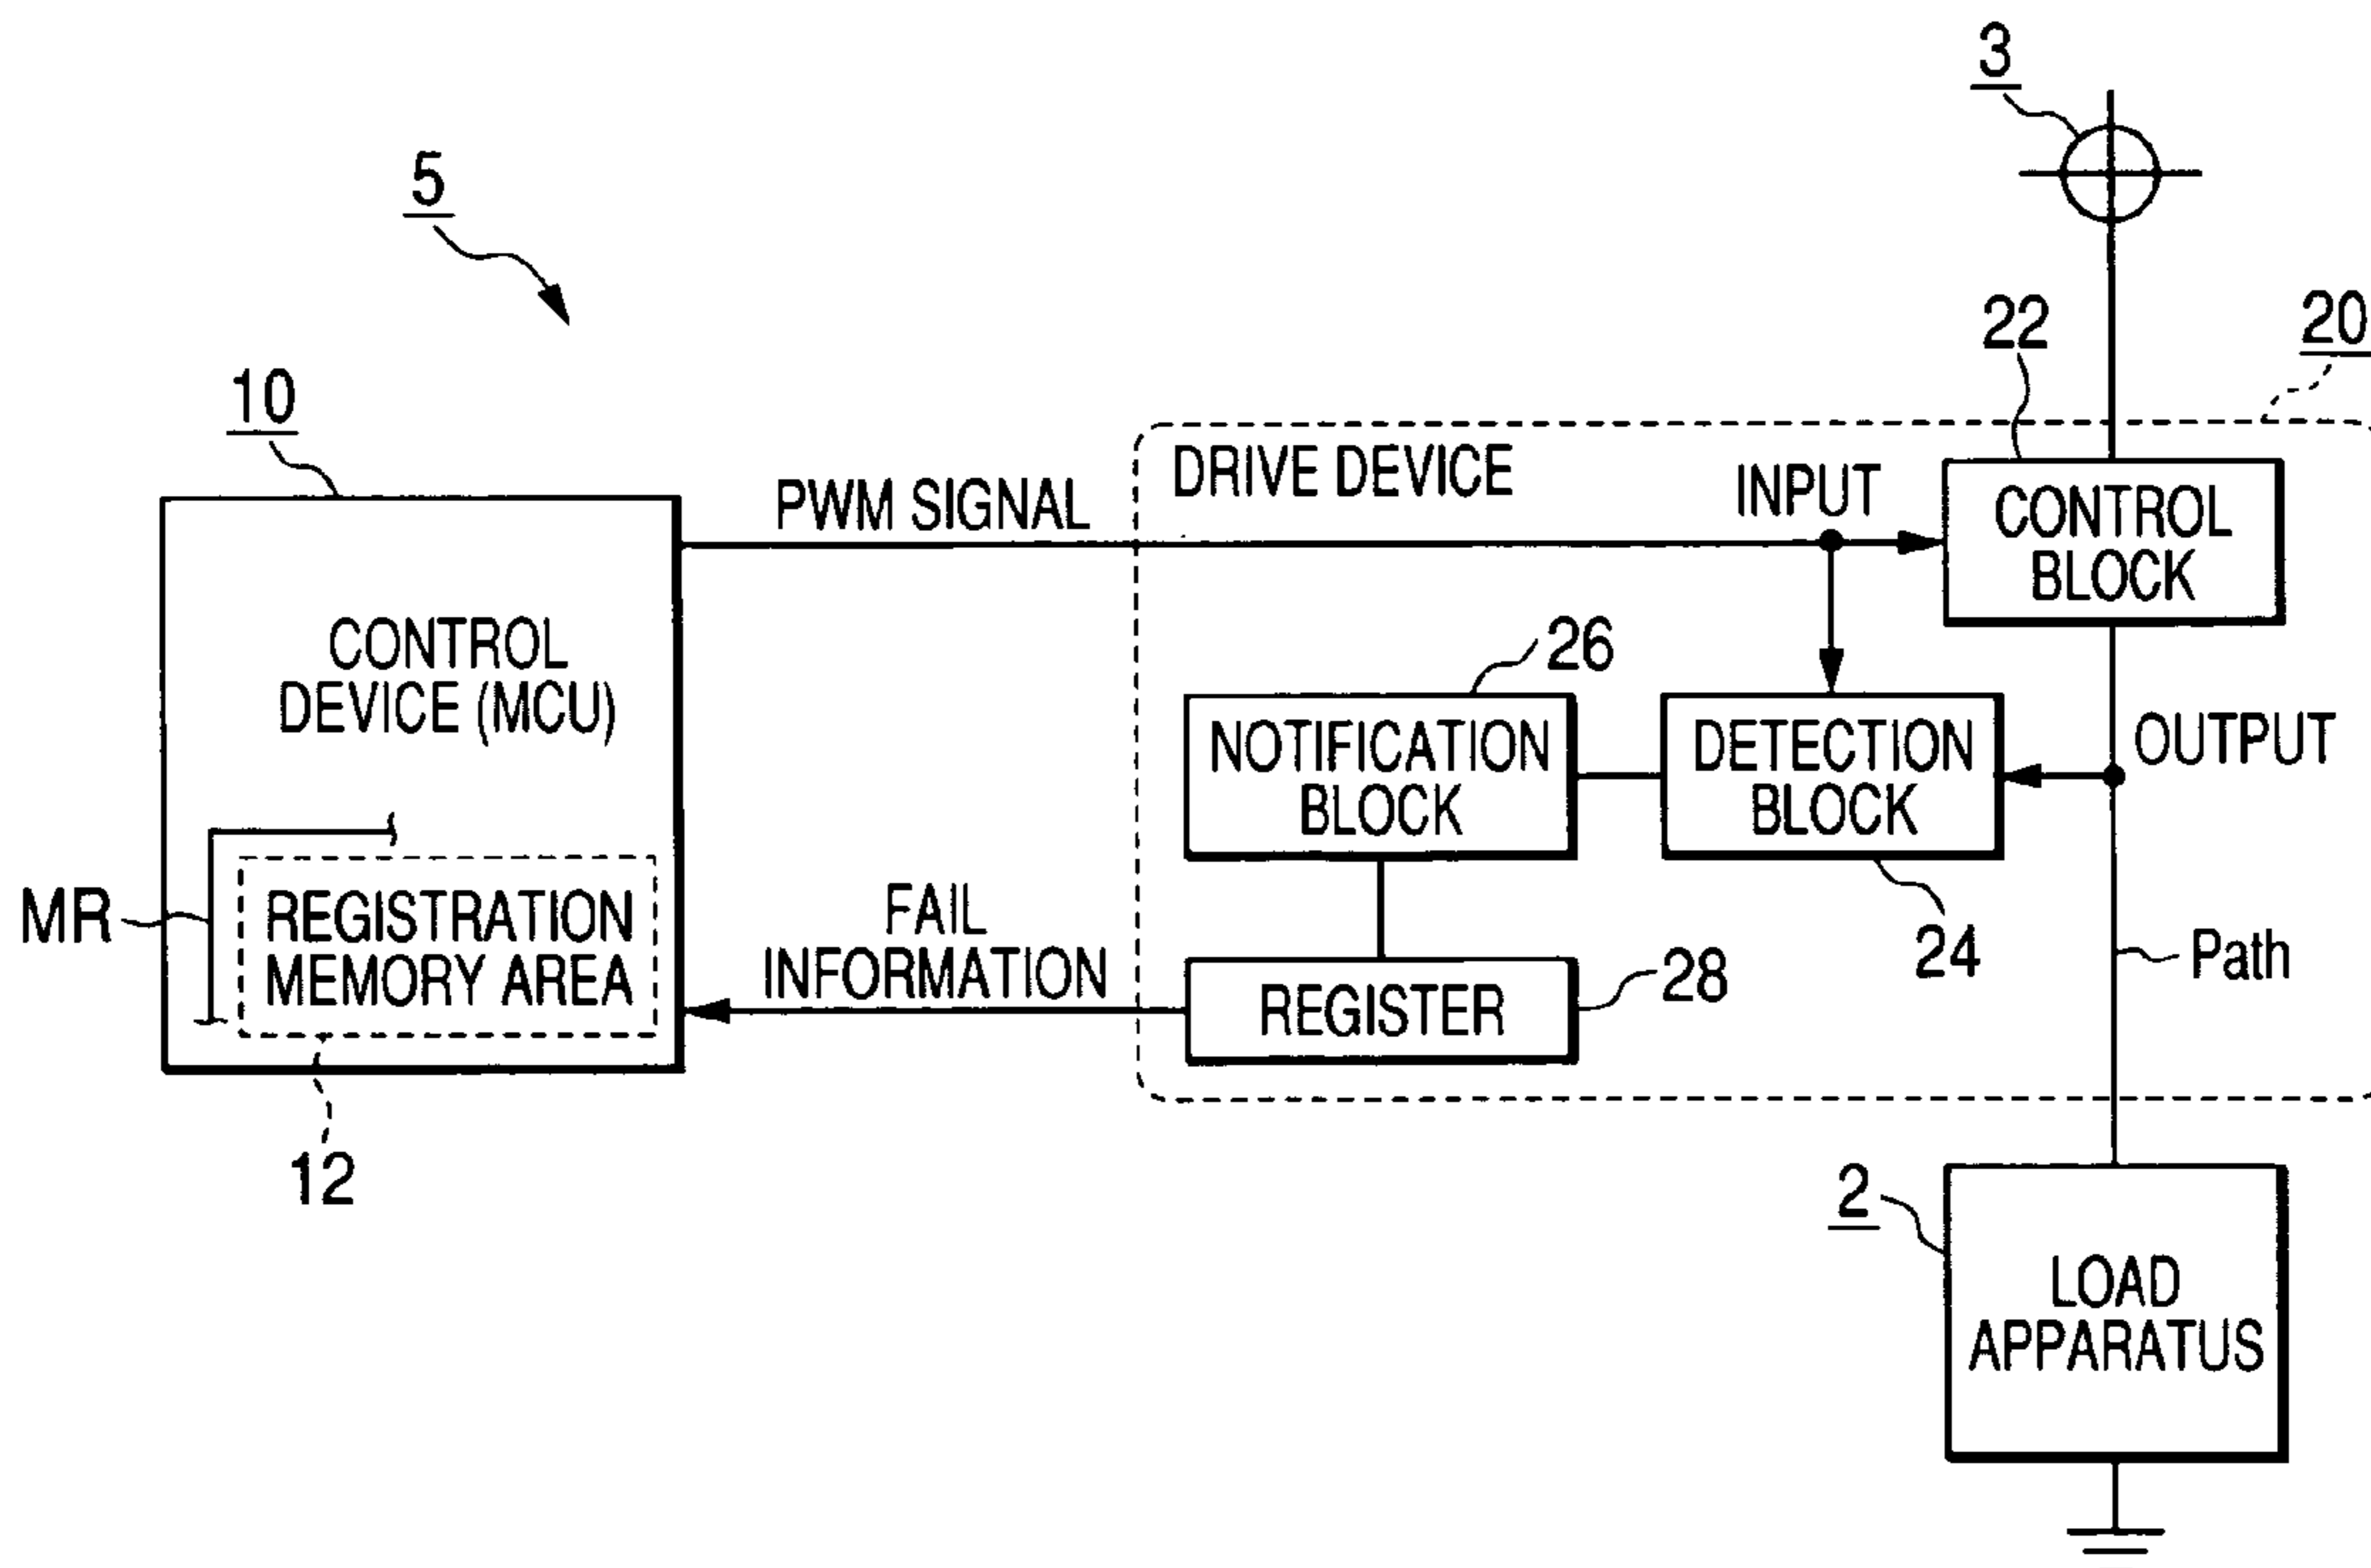 3
5
20
22
10
DRIVE DEVICE
INPUT
PWM SIGNAL
CONTROL
BLOCK
CONTROL
DEVICE (MCU)
26
NOTIFICATION
BLOCK
DETECTION
BLOCK
OUTPUT
MR
REGISTRATION
MEMORY AREA
FAIL
INFORMATION
24
Path
REGISTER
28
12
2
LOAD
APPARATUS